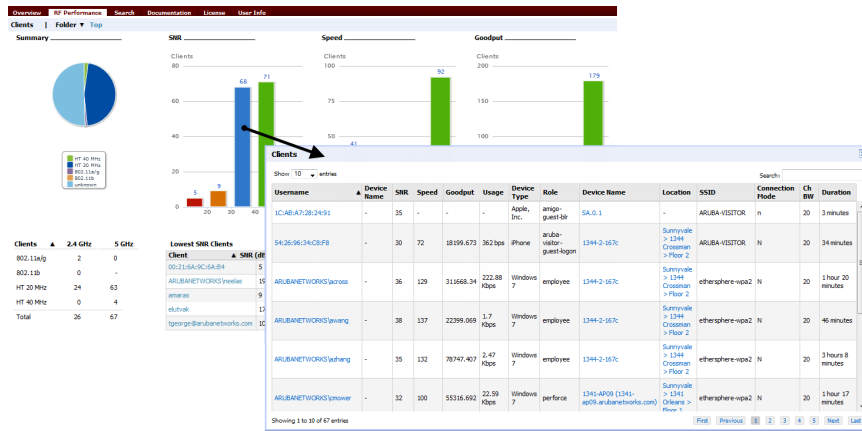 Overview RF Performance Search Documentation License User Info
Clients | Folder ▼ Top
Summary
SNR
Speed
Goodput
Clients
80
60
40
20
0
5
9
68
71
20 30 40
Clients
100
75
50
41
92
Clients
200
150
100
179
HT 40 MHz
HT 20 MHz
802.11a/g
802.11b
unknown
Clients ▲ 2.4 GHz 5 GHz
802.11a/g 2 0
802.11b 0 -
HT 20 MHz 24 63
HT 40 MHz 0 4
Total 26 67
Lowest SNR Clients
Client ▲ SNR (dB
00:21:6A:9C:6A:84 5
ARUBANETWORKS\neelias 19
amaras 9
elutvak 17
tgeorge@arubanetworks.com 10
Clients
Show 10 entries
Search:
Username ▲ Device Name SNR Speed Goodput Usage Device Type Role Device Name Location SSID Connection Mode Ch BW Duration
1C:AB:A7:28:24:91 - 35 - - - Apple, Inc. amigo-guest-blr SA.0.1 - ARUBA-VISITOR n 20 3 minutes
54:26:96:34:C8:F8 - 30 72 18199.673 362 bps iPhone aruba-visitor-guest-logon 1344-2-167c Sunnyvale > 1344 Crossman > Floor 2 ARUBA-VISITOR N 20 34 minutes
ARUBANETWORKS\across - 36 129 311668.34 222.88 Kbps Windows 7 employee 1344-2-167c Sunnyvale > 1344 Crossman > Floor 2 ethersphere-wpa2 N 20 1 hour 20 minutes
ARUBANETWORKS\awang - 38 137 22399.069 1.7 Kbps Windows 7 employee 1344-2-167c Sunnyvale > 1344 Crossman > Floor 2 ethersphere-wpa2 N 20 46 minutes
ARUBANETWORKS\azhang - 35 132 78747.407 2.47 Kbps Windows 7 employee 1344-2-167c Sunnyvale > 1344 Crossman > Floor 2 ethersphere-wpa2 N 20 3 hours 8 minutes
ARUBANETWORKS\cmower - 32 100 55316.692 22.59 Kbps Windows 7 perforce 1341-AP09 (1341-ap09.arubanetworks.com) Sunnyvale > 1341 Orleans > Floor 1 ethersphere-wpa2 N 20 1 hour 17 minutes
Showing 1 to 10 of 67 entries
First Previous 1 2 3 4 5 Next Last